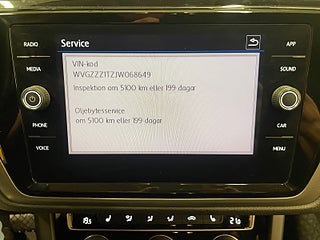 RADIO
Service
APP
MEDIA
SOUND
VIN-kod
WVGZZZ1TZJW068649
Inspektion om 5100 km eller 199 dagar
Oljebytesservice
om 5100 km eller 199 dagar
PHONE
CAR
VOICE
MENU